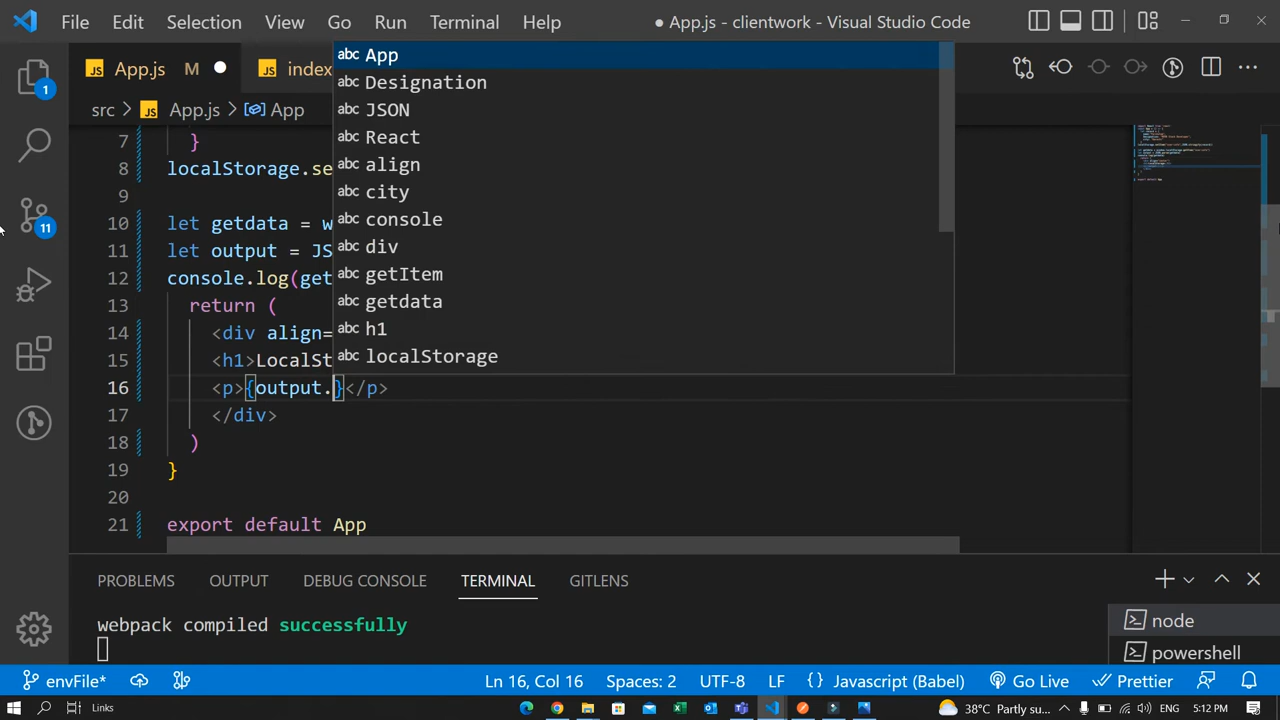 File Edit Selection View Go Run Terminal Help ● App.js - clientwork - Visual Studio Code
JS App.js M JS index
src > JS App.js > App
1
11
abc App
abc Designation
abc JSON
abc React
abc align
abc city
abc console
abc div
abc getItem
abc getdata
abc h1
abc localStorage
7 }
8 localStorage.se
9
10 let getdata = w
11 let output = JS
12 console.log(get
13 return (
14 <div align=
15 <h1>LocalSt
16 <p>{output.}</p>
17 </div>
18 )
19 }
20
21 export default App
PROBLEMS OUTPUT DEBUG CONSOLE TERMINAL GITLENS
webpack compiled successfully
node
powershell
envFile* Ln 16, Col 16 Spaces: 2 UTF-8 LF {} Javascript (Babel) Go Live Prettier
Links 38°C Partly su... ENG 5:12 PM